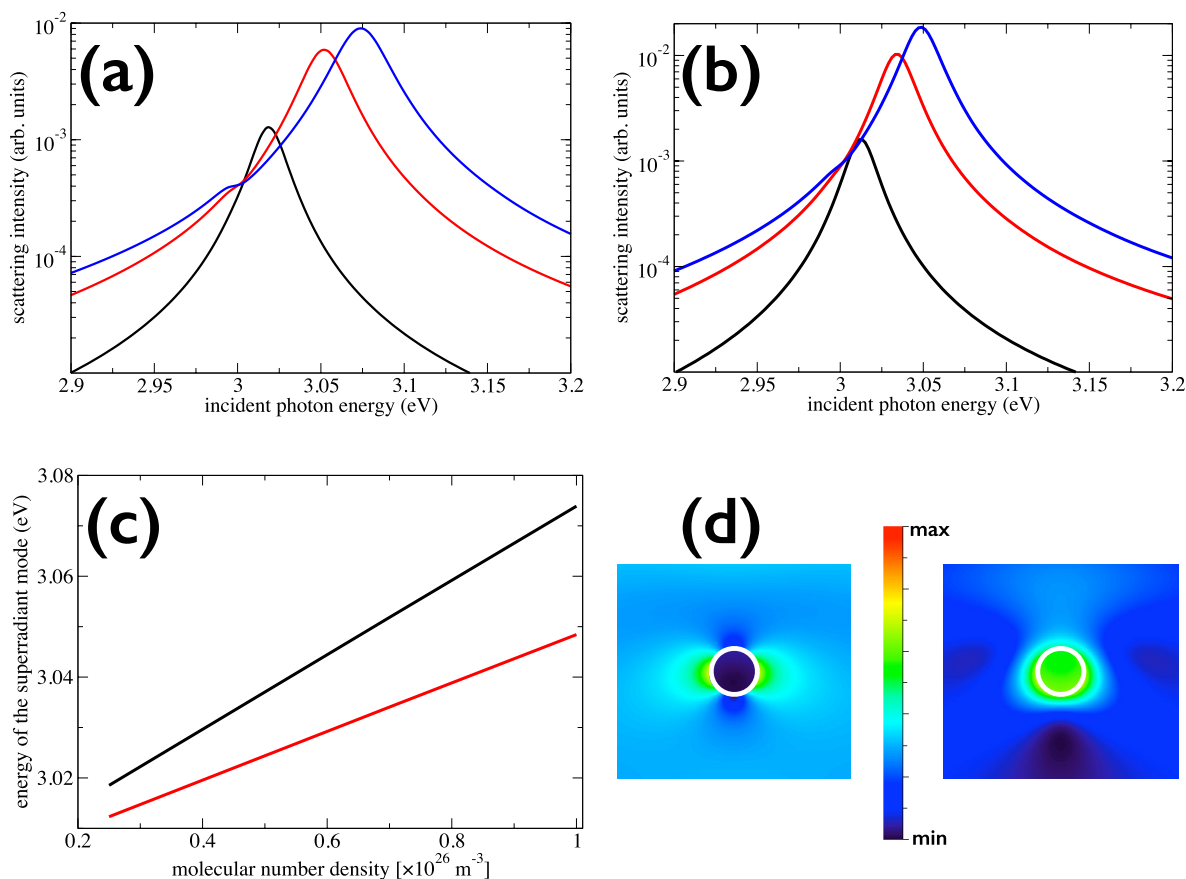 (a)
scattering intensity (arb. units)
10^-2
10^-3
10^-4
2.9 2.95 3 3.05 3.1 3.15 3.2
incident photon energy (eV)
(b)
scattering intensity (arb. units)
10^-2
10^-3
10^-4
2.9 2.95 3 3.05 3.1 3.15 3.2
incident photon energy (eV)
(c)
energy of the superradiant mode (eV)
3.08
3.06
3.04
3.02
0.2 0.4 0.6 0.8 1
molecular number density [×10^26 m^-3]
(d)
max
min